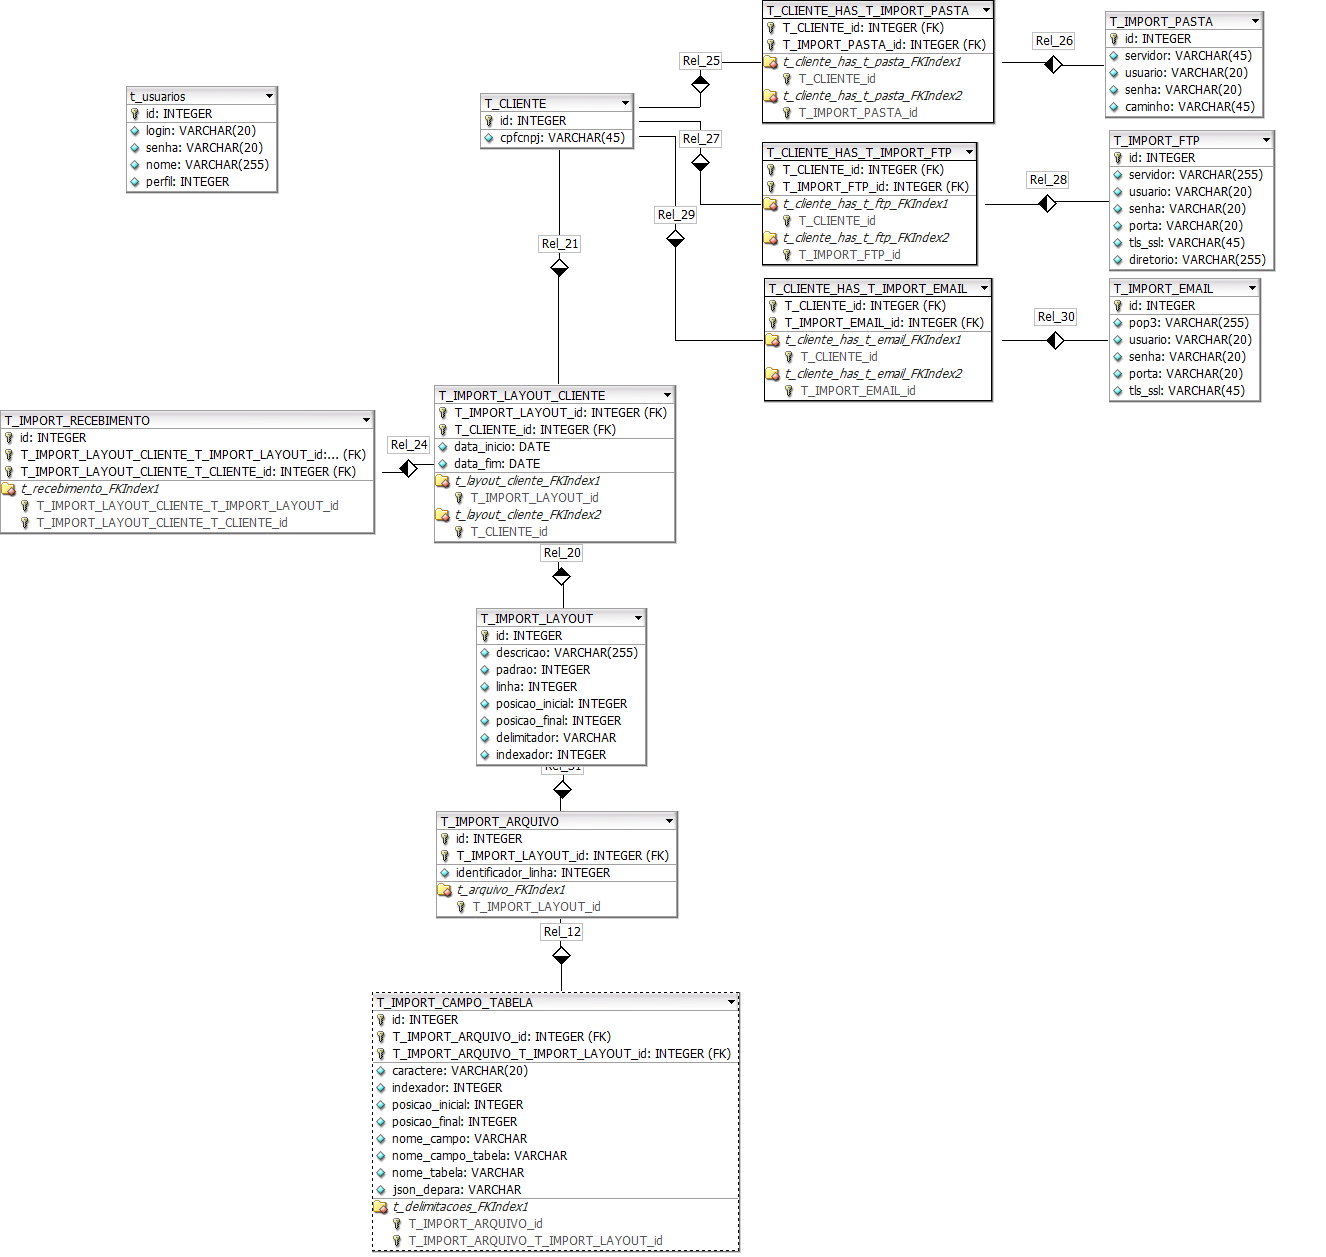 t_usuarios
id: INTEGER
login: VARCHAR(20)
senha: VARCHAR(20)
nome: VARCHAR(255)
perfil: INTEGER
T_CLIENTE
id: INTEGER
cpfcnpj: VARCHAR(45)
Rel_25
Rel_27
Rel_29
Rel_21
T_CLIENTE_HAS_T_IMPORT_PASTA
T_CLIENTE_id: INTEGER (FK)
T_IMPORT_PASTA_id: INTEGER (FK)
t_cliente_has_t_pasta_FKIndex1
T_CLIENTE_id
t_cliente_has_t_pasta_FKIndex2
T_IMPORT_PASTA_id
Rel_26
T_IMPORT_PASTA
id: INTEGER
servidor: VARCHAR(45)
usuario: VARCHAR(20)
senha: VARCHAR(20)
caminho: VARCHAR(45)
T_CLIENTE_HAS_T_IMPORT_FTP
T_CLIENTE_id: INTEGER (FK)
T_IMPORT_FTP_id: INTEGER (FK)
t_cliente_has_t_ftp_FKIndex1
T_CLIENTE_id
t_cliente_has_t_ftp_FKIndex2
T_IMPORT_FTP_id
Rel_28
T_IMPORT_FTP
id: INTEGER
servidor: VARCHAR(255)
usuario: VARCHAR(20)
senha: VARCHAR(20)
porta: VARCHAR(20)
tls_ssl: VARCHAR(45)
diretorio: VARCHAR(255)
T_CLIENTE_HAS_T_IMPORT_EMAIL
T_CLIENTE_id: INTEGER (FK)
T_IMPORT_EMAIL_id: INTEGER (FK)
t_cliente_has_t_email_FKIndex1
T_CLIENTE_id
t_cliente_has_t_email_FKIndex2
T_IMPORT_EMAIL_id
Rel_30
T_IMPORT_EMAIL
id: INTEGER
pop3: VARCHAR(255)
usuario: VARCHAR(20)
senha: VARCHAR(20)
porta: VARCHAR(20)
tls_ssl: VARCHAR(45)
T_IMPORT_RECEBIMENTO
id: INTEGER
T_IMPORT_LAYOUT_CLIENTE_T_IMPORT_LAYOUT_id:... (FK)
T_IMPORT_LAYOUT_CLIENTE_T_CLIENTE_id: INTEGER (FK)
t_recebimento_FKIndex1
T_IMPORT_LAYOUT_CLIENTE_T_IMPORT_LAYOUT_id
T_IMPORT_LAYOUT_CLIENTE_T_CLIENTE_id
Rel_24
T_IMPORT_LAYOUT_CLIENTE
T_IMPORT_LAYOUT_id: INTEGER (FK)
T_CLIENTE_id: INTEGER (FK)
data_inicio: DATE
data_fim: DATE
t_layout_cliente_FKIndex1
T_IMPORT_LAYOUT_id
t_layout_cliente_FKIndex2
T_CLIENTE_id
Rel_20
T_IMPORT_LAYOUT
id: INTEGER
descricao: VARCHAR(255)
padrao: INTEGER
linha: INTEGER
posicao_inicial: INTEGER
posicao_final: INTEGER
delimitador: VARCHAR
indexador: INTEGER
Rel_31
T_IMPORT_ARQUIVO
id: INTEGER
T_IMPORT_LAYOUT_id: INTEGER (FK)
identificador_linha: INTEGER
t_arquivo_FKIndex1
T_IMPORT_LAYOUT_id
Rel_12
T_IMPORT_CAMPO_TABELA
id: INTEGER
T_IMPORT_ARQUIVO_id: INTEGER (FK)
T_IMPORT_ARQUIVO_T_IMPORT_LAYOUT_id: INTEGER (FK)
caractere: VARCHAR(20)
indexador: INTEGER
posicao_inicial: INTEGER
posicao_final: INTEGER
nome_campo: VARCHAR
nome_campo_tabela: VARCHAR
nome_tabela: VARCHAR
json_depara: VARCHAR
t_delimitacoes_FKIndex1
T_IMPORT_ARQUIVO_id
T_IMPORT_ARQUIVO_T_IMPORT_LAYOUT_id